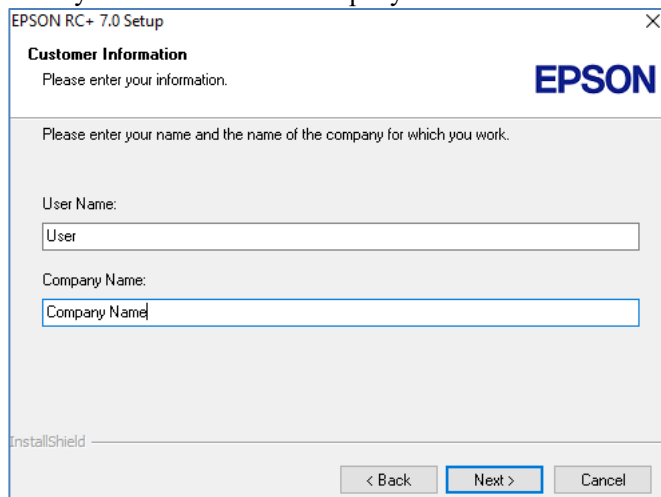 EPSON RC+ 7.0 Setup
Customer Information
Please enter your information.
EPSON
Please enter your name and the name of the company for which you work.
User Name:
User
Company Name:
Company Name
InstallShield
< Back
Next >
Cancel